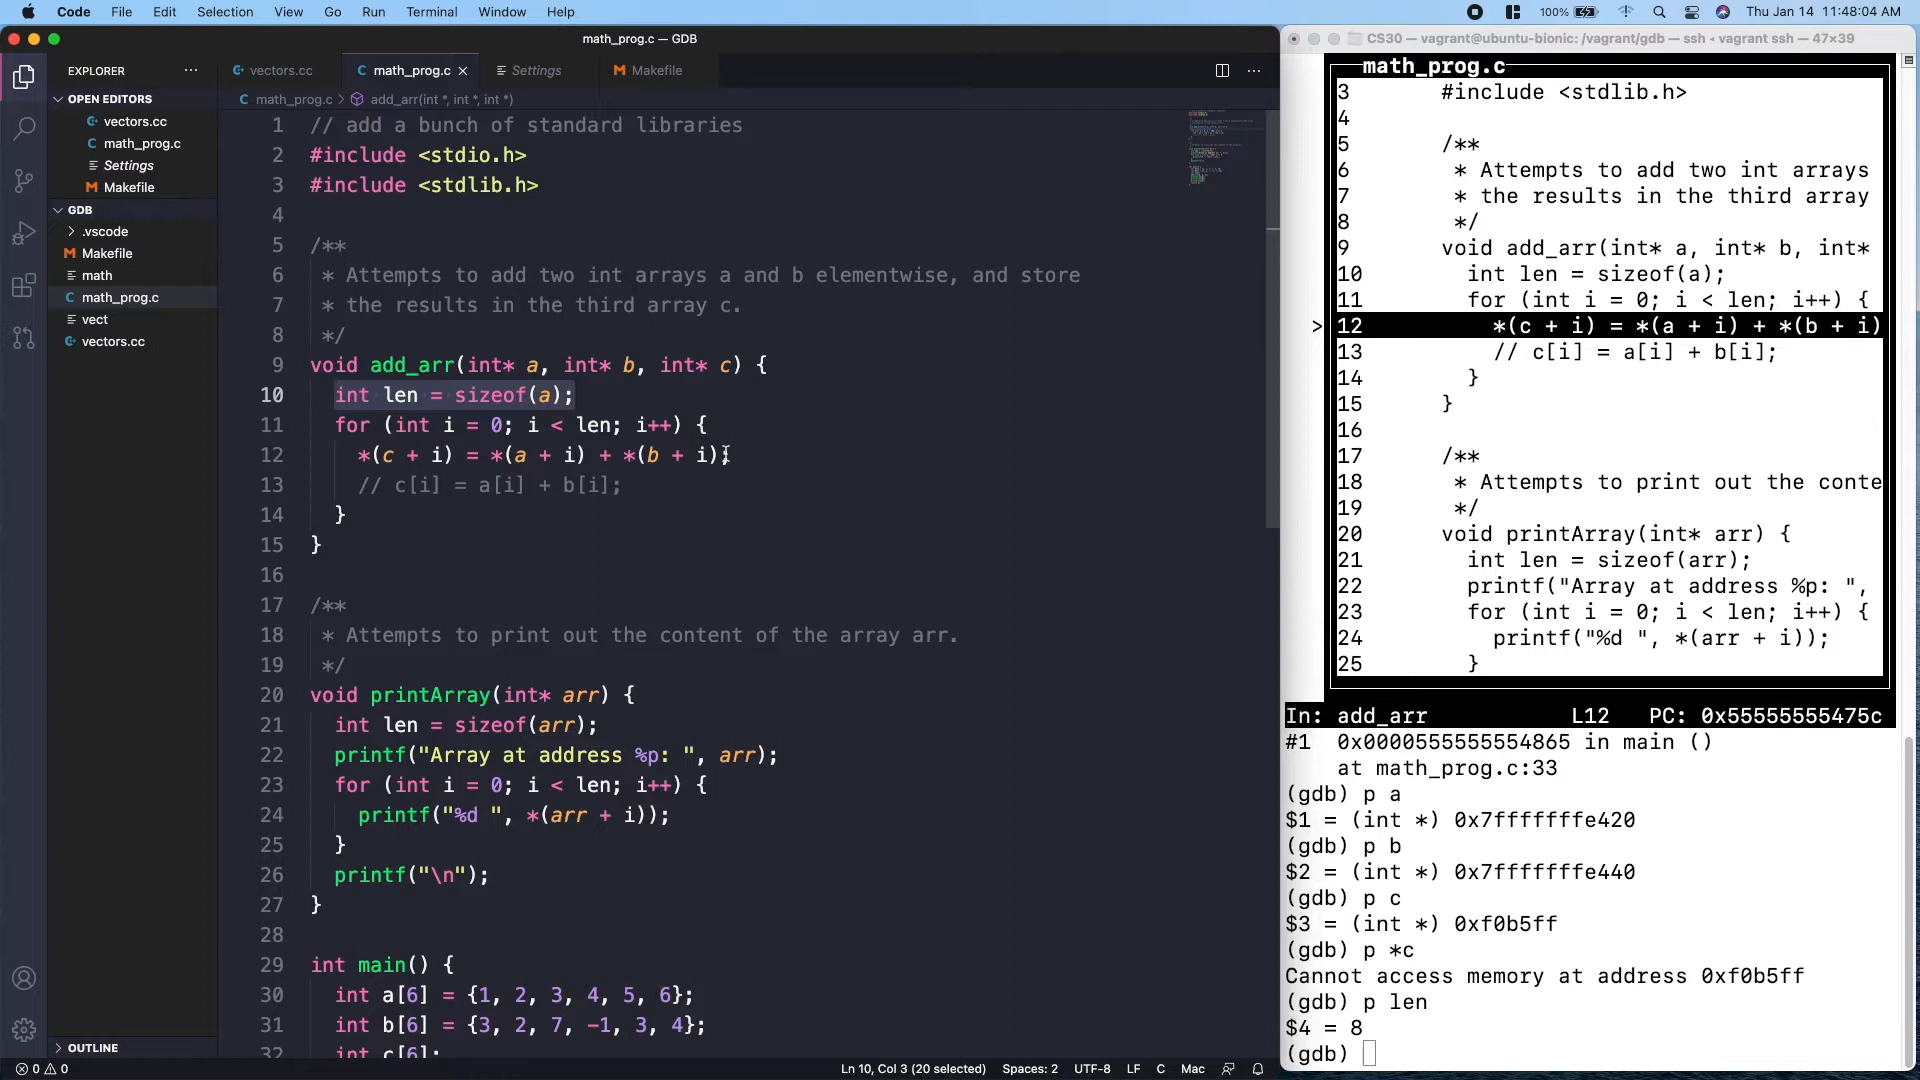 Code File Edit Selection View Go Run Terminal Window Help 100% Thu Jan 14 11:48:04 AM
math_prog.c — GDB
EXPLORER
OPEN EDITORS
vectors.cc
math_prog.c
Settings
Makefile
GDB
.vscode
Makefile
math
math_prog.c
vect
vectors.cc
OUTLINE
vectors.cc math_prog.c Settings Makefile
math_prog.c > add_arr(int *, int *, int *)
1 // add a bunch of standard libraries
2 #include <stdio.h>
3 #include <stdlib.h>
4
5 /**
6 * Attempts to add two int arrays a and b elementwise, and store
7 * the results in the third array c.
8 */
9 void add_arr(int* a, int* b, int* c) {
10 int len = sizeof(a);
11 for (int i = 0; i < len; i++) {
12 *(c + i) = *(a + i) + *(b + i);
13 // c[i] = a[i] + b[i];
14 }
15 }
16
17 /**
18 * Attempts to print out the content of the array arr.
19 */
20 void printArray(int* arr) {
21 int len = sizeof(arr);
22 printf("Array at address %p: ", arr);
23 for (int i = 0; i < len; i++) {
24 printf("%d ", *(arr + i));
25 }
26 printf("\n");
27 }
28
29 int main() {
30 int a[6] = {1, 2, 3, 4, 5, 6};
31 int b[6] = {3, 2, 7, -1, 3, 4};
32 int c[6];
0 0 Ln 10, Col 3 (20 selected) Spaces: 2 UTF-8 LF C Mac
CS30 — vagrant@ubuntu-bionic: /vagrant/gdb — ssh ◂ vagrant ssh — 47×39
math_prog.c
3 #include <stdlib.h>
4
5 /**
6 * Attempts to add two int arrays
7 * the results in the third array
8 */
9 void add_arr(int* a, int* b, int*
10 int len = sizeof(a);
11 for (int i = 0; i < len; i++) {
>12 *(c + i) = *(a + i) + *(b + i)
13 // c[i] = a[i] + b[i];
14 }
15 }
16
17 /**
18 * Attempts to print out the conte
19 */
20 void printArray(int* arr) {
21 int len = sizeof(arr);
22 printf("Array at address %p: ",
23 for (int i = 0; i < len; i++) {
24 printf("%d ", *(arr + i));
25 }
In: add_arr L12 PC: 0x55555555475c
#1 0x0000555555554865 in main ()
at math_prog.c:33
(gdb) p a
$1 = (int *) 0x7fffffffe420
(gdb) p b
$2 = (int *) 0x7fffffffe440
(gdb) p c
$3 = (int *) 0xf0b5ff
(gdb) p *c
Cannot access memory at address 0xf0b5ff
(gdb) p len
$4 = 8
(gdb)